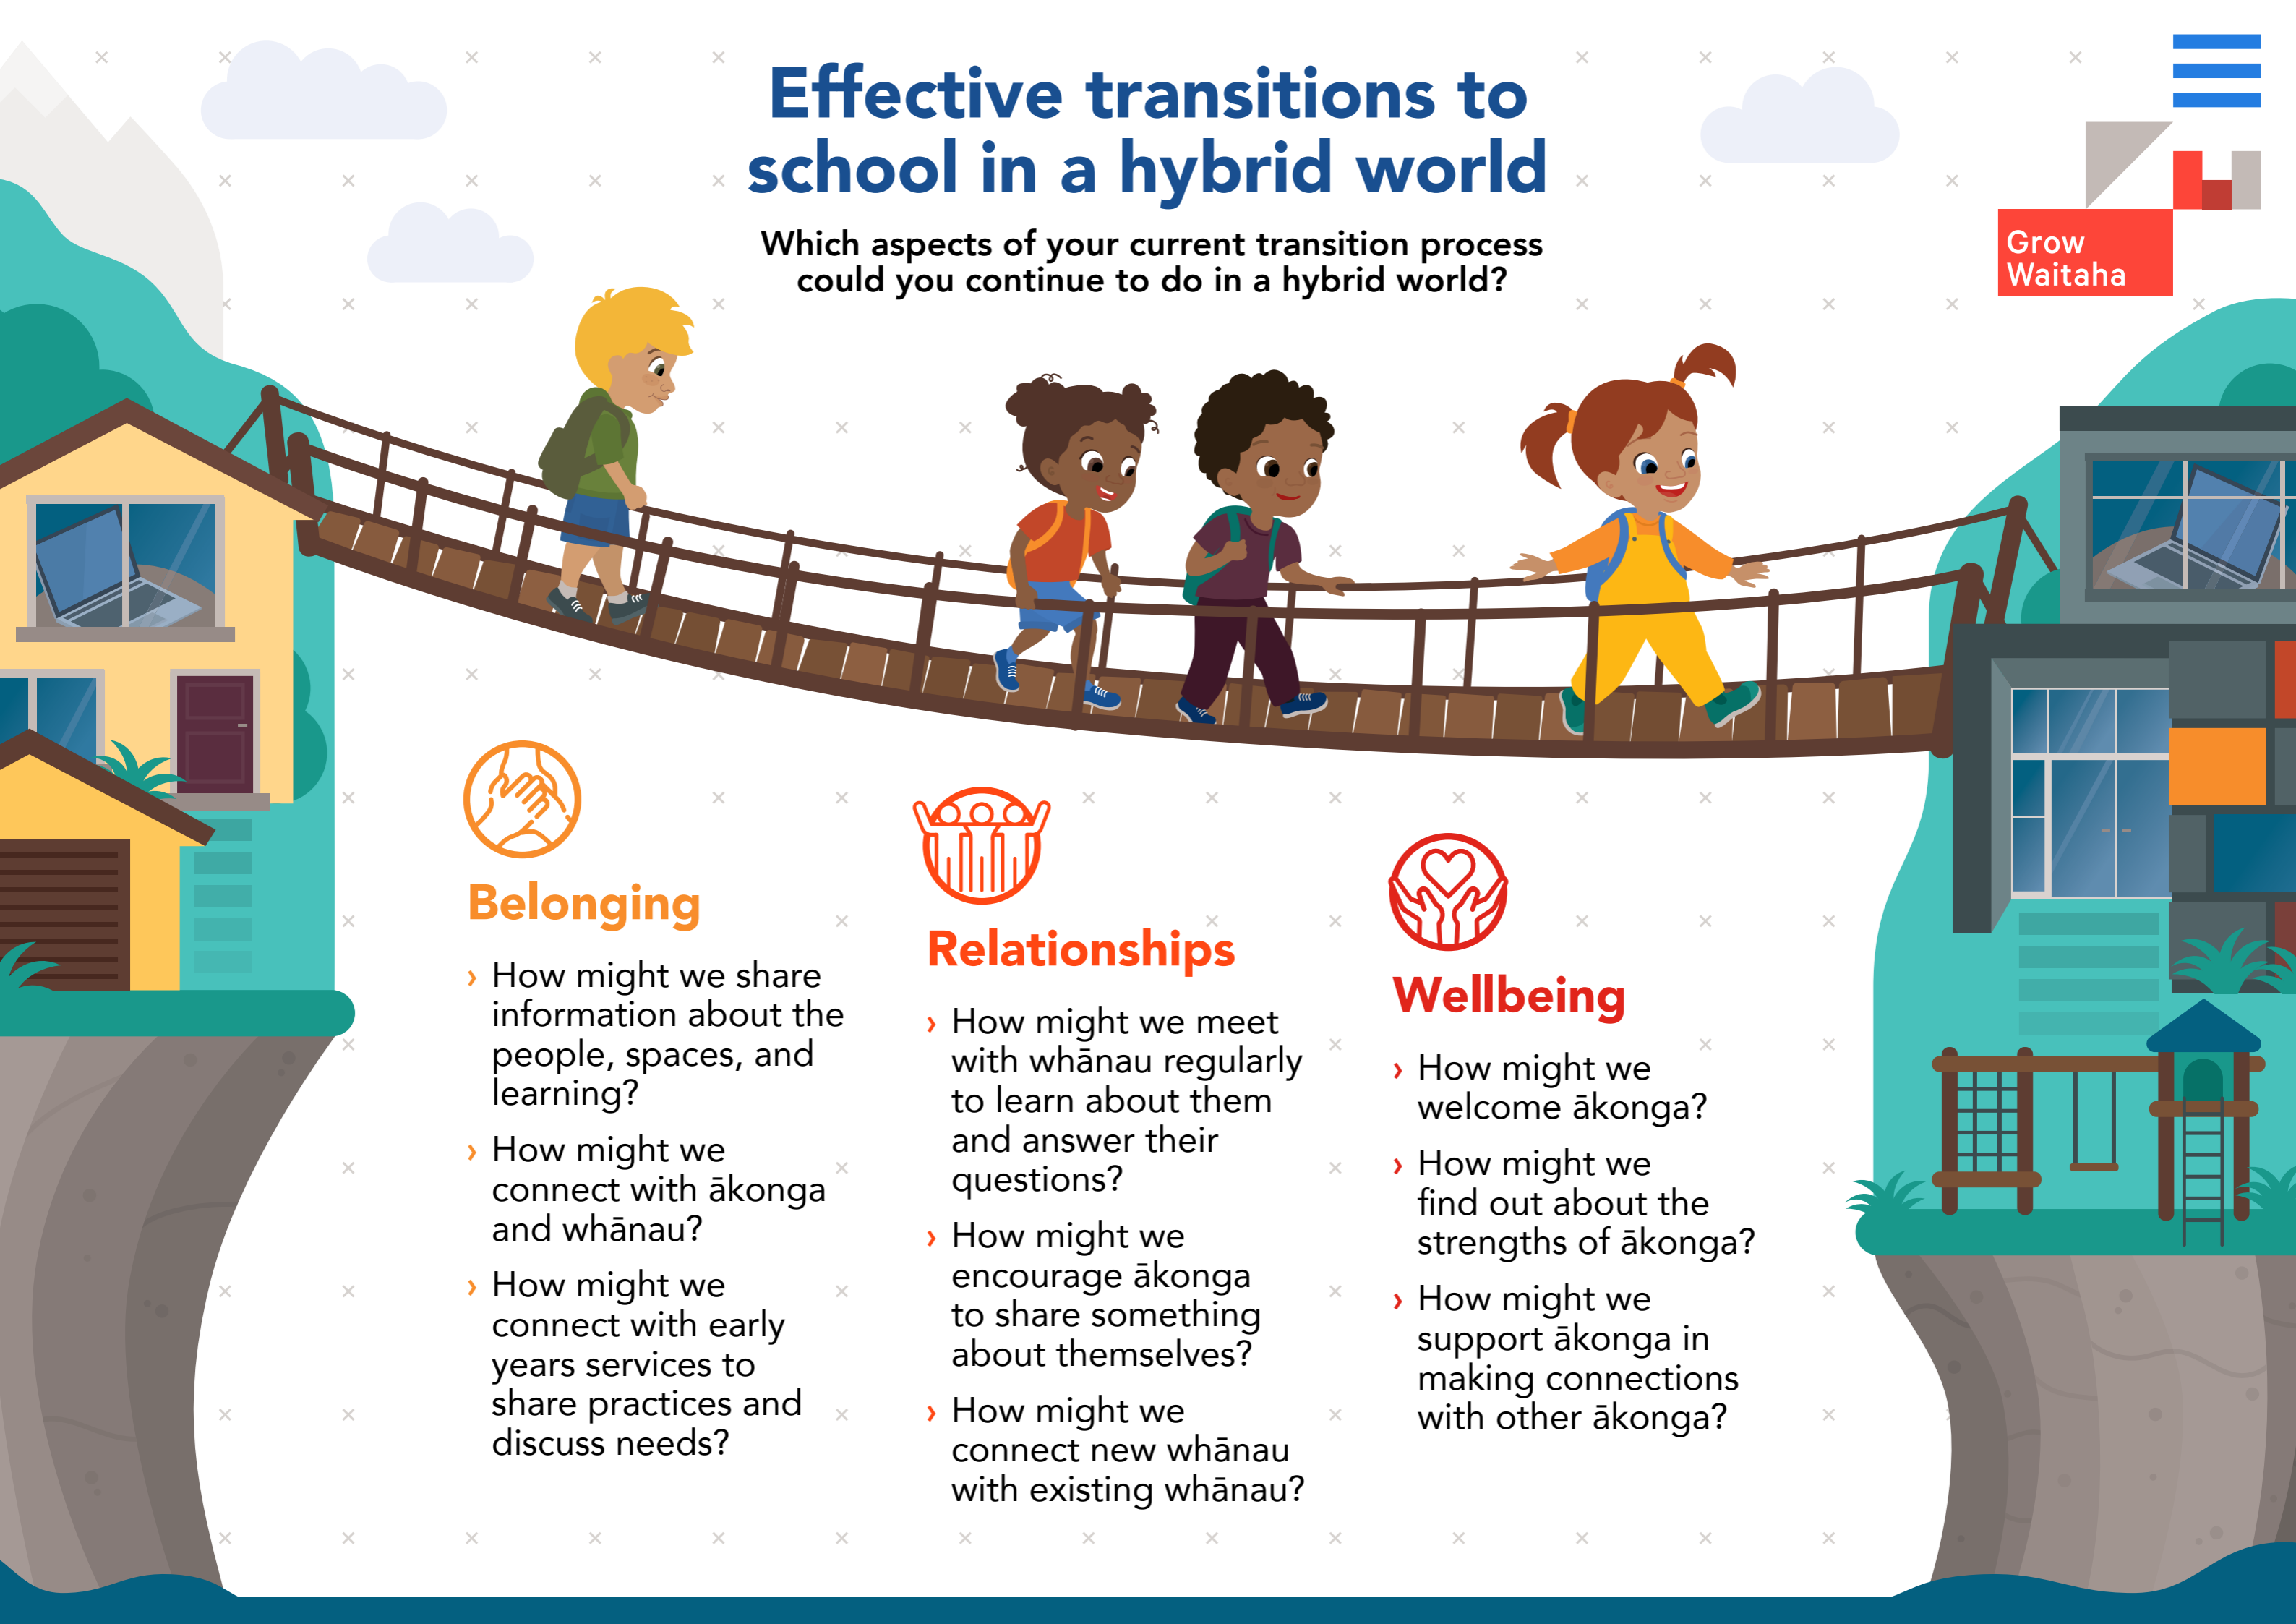 Effective transitions to
school in a hybrid world
Which aspects of your current transition process
could you continue to do in a hybrid world?
Grow
Waitaha
Belonging
› How might we share
information about the
people, spaces, and
learning?
› How might we
connect with ākonga
and whānau?
› How might we
connect with early
years services to
share practices and
discuss needs?
Relationships
› How might we meet
with whānau regularly
to learn about them
and answer their
questions?
› How might we
encourage ākonga
to share something
about themselves?
› How might we
connect new whānau
with existing whānau?
Wellbeing
› How might we
welcome ākonga?
› How might we
find out about the
strengths of ākonga?
› How might we
support ākonga in
making connections
with other ākonga?